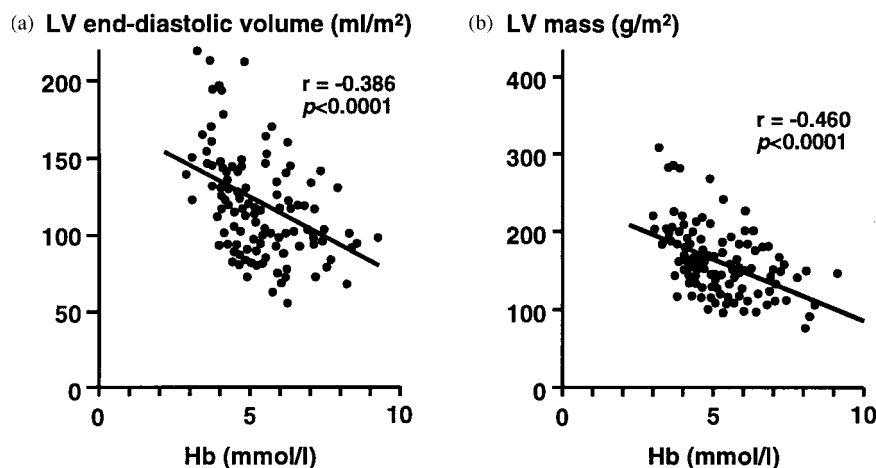 (a) LV end-diastolic volume (ml/m²)
200
150
100
50
0
r = -0.386
p<0.0001
0 5 10
Hb (mmol/l)
(b) LV mass (g/m²)
400
300
200
100
0
r = -0.460
p<0.0001
0 5 10
Hb (mmol/l)